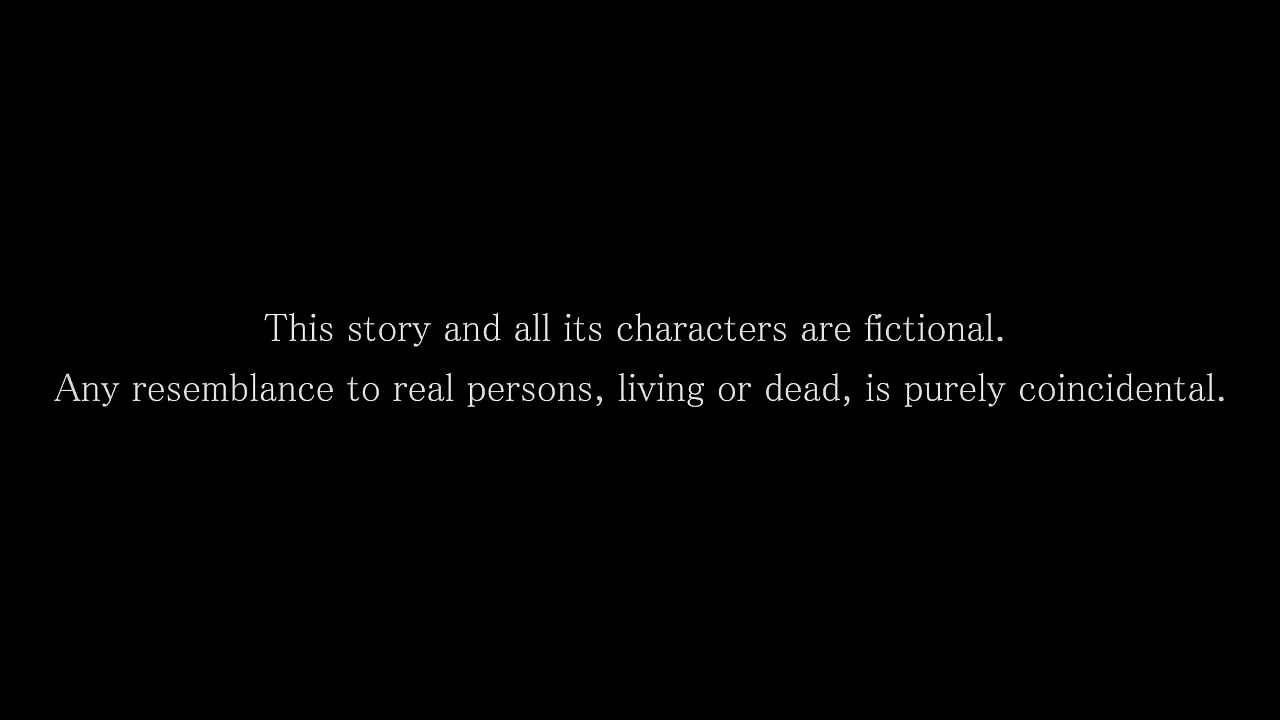 This story and all its characters are fictional.
Any resemblance to real persons, living or dead, is purely coincidental.